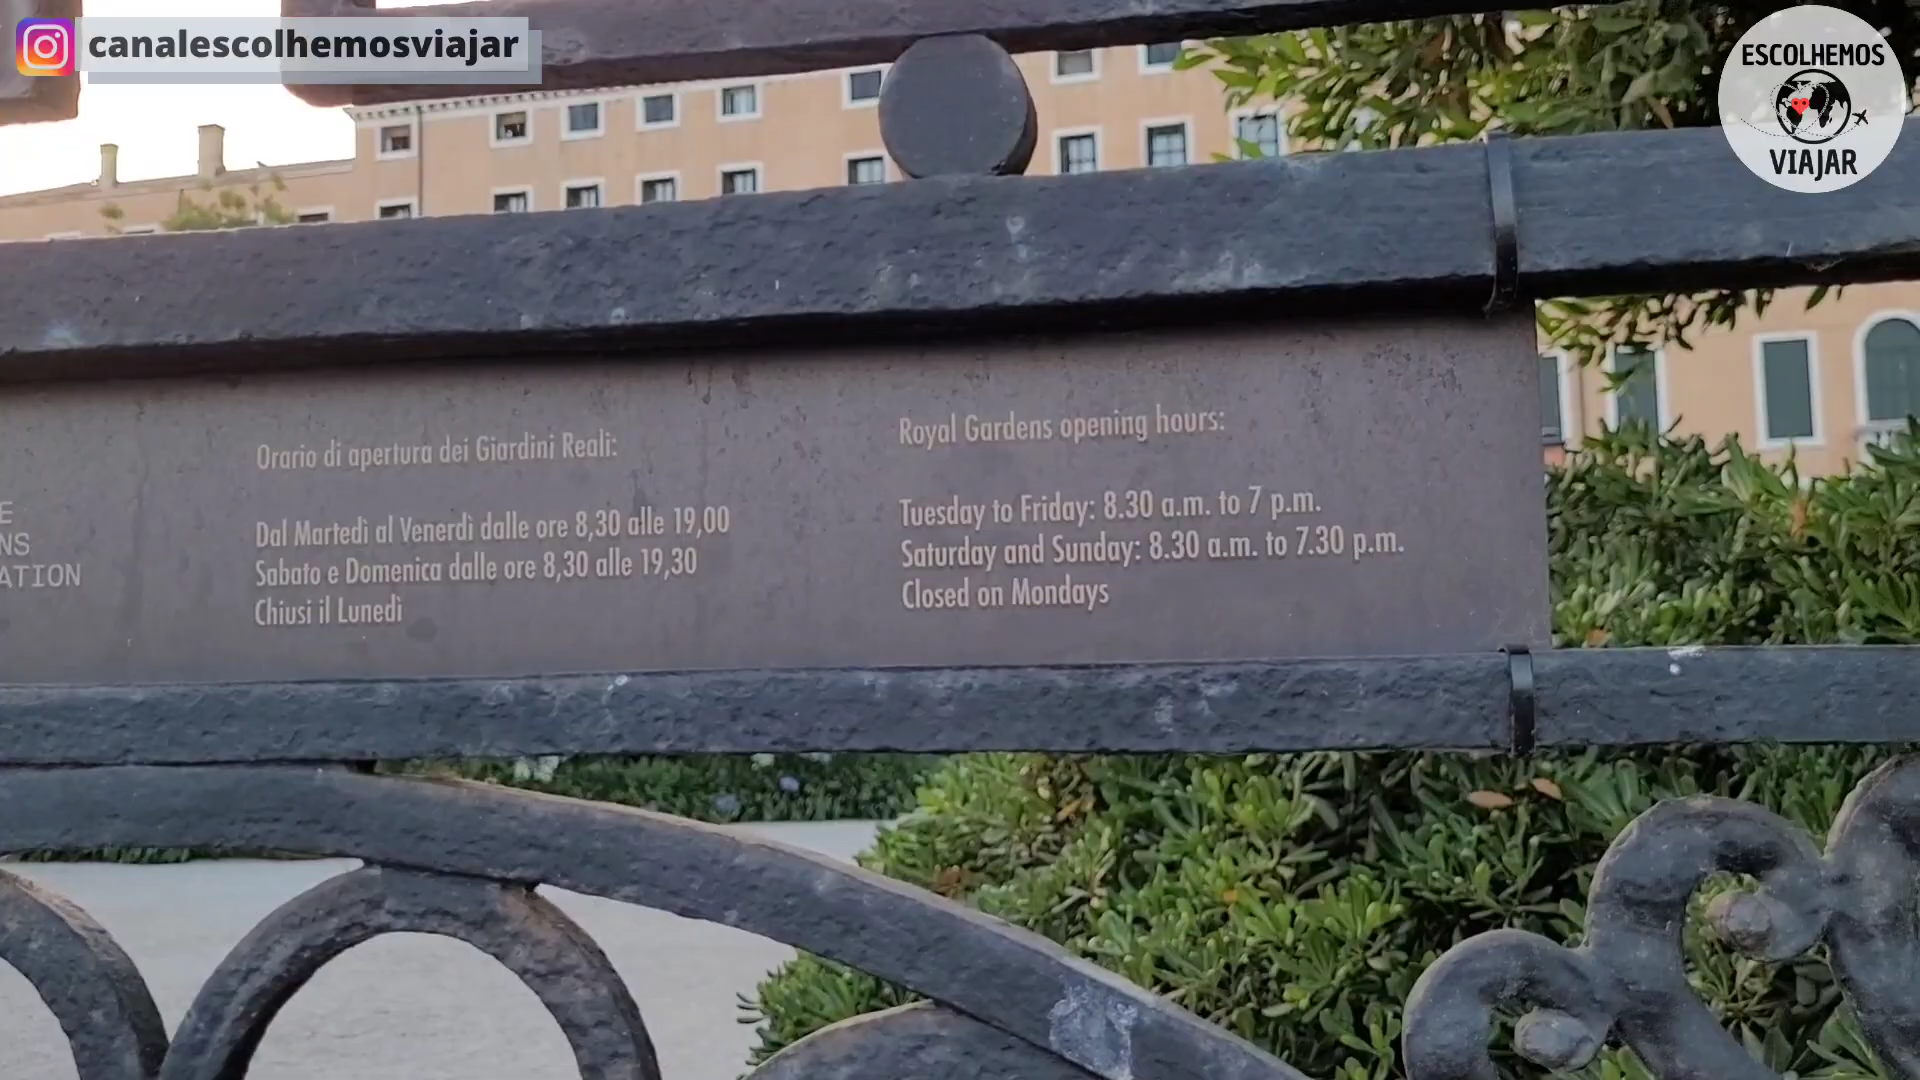 canalescolhemosviajar
ESCOLHEMOS
VIAJAR
E
NS
ATION
Orario di apertura dei Giardini Reali:
Dal Martedì al Venerdì dalle ore 8,30 alle 19,00
Sabato e Domenica dalle ore 8,30 alle 19,30
Chiusi il Lunedì
Royal Gardens opening hours:
Tuesday to Friday: 8.30 a.m. to 7 p.m.
Saturday and Sunday: 8.30 a.m. to 7.30 p.m.
Closed on Mondays